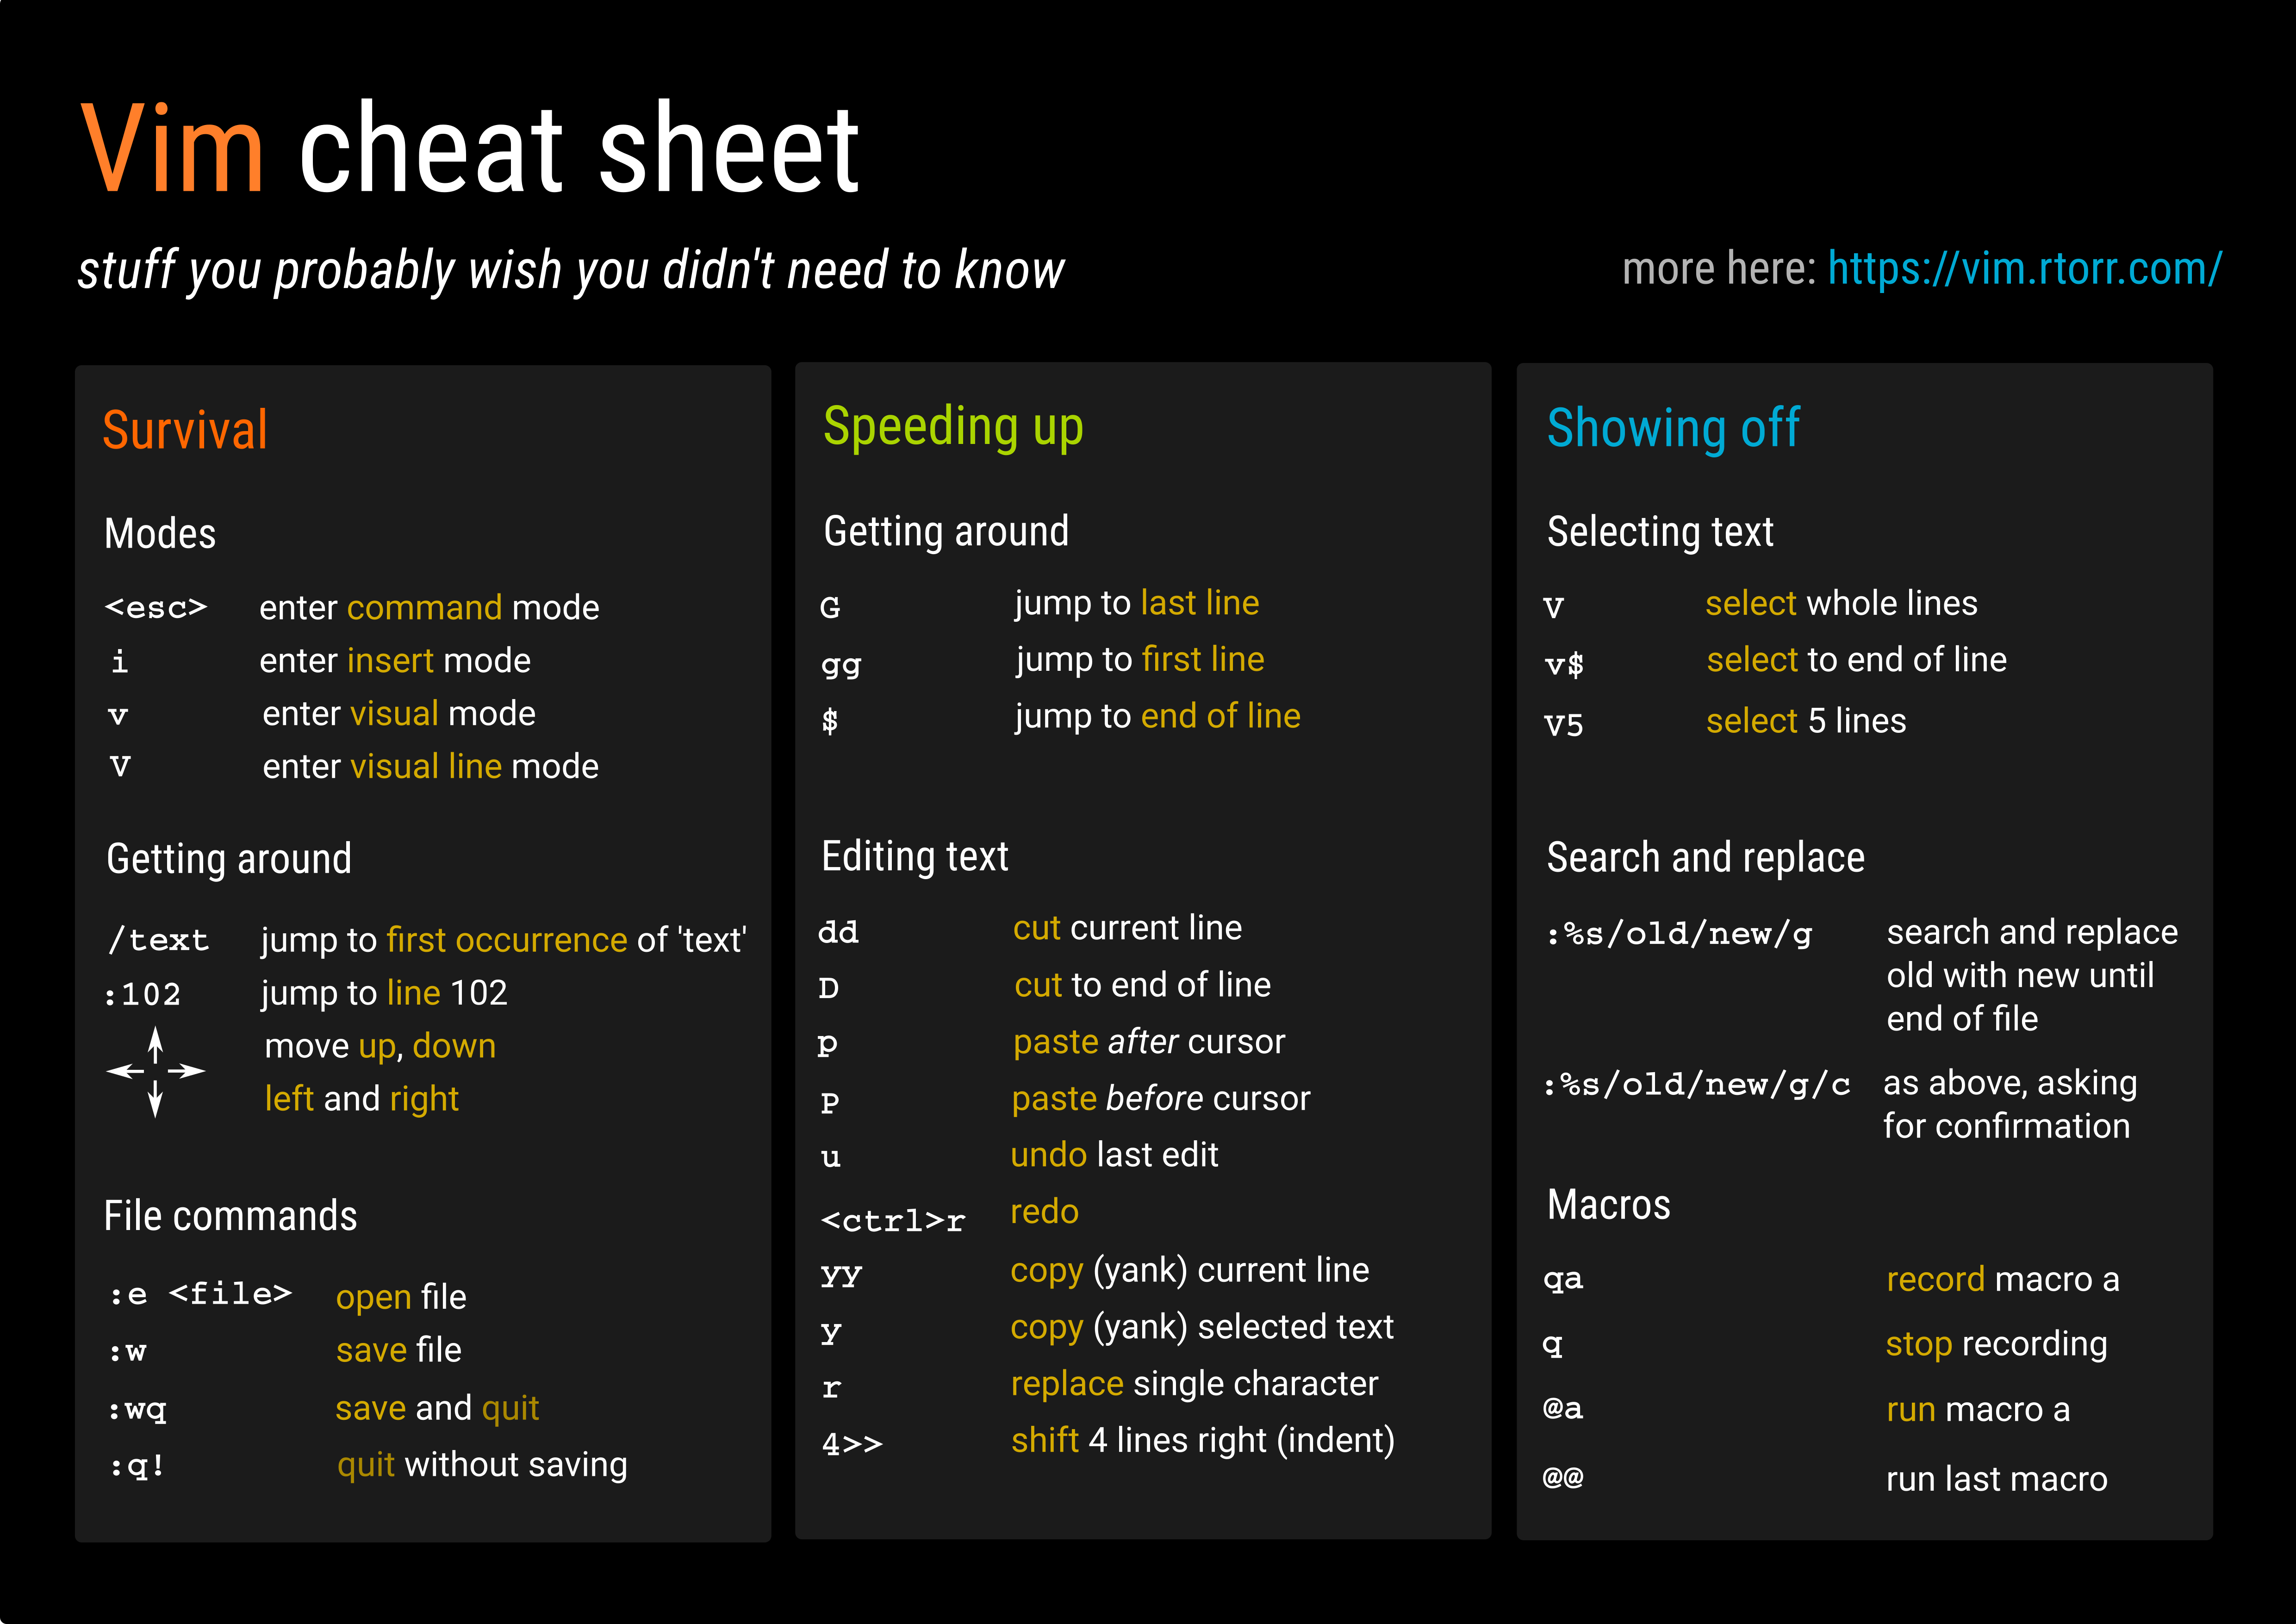 Vim cheat sheet
stuff you probably wish you didn't need to know
more here: https://vim.rtorr.com/
Survival
Modes
<esc> enter command mode
i enter insert mode
v enter visual mode
V enter visual line mode
Getting around
/text jump to first occurrence of 'text'
:102 jump to line 102
move up, down
left and right
File commands
:e <file> open file
:w save file
:wq save and quit
:q! quit without saving
Speeding up
Getting around
G jump to last line
gg jump to first line
$ jump to end of line
Editing text
dd cut current line
D cut to end of line
p paste after cursor
P paste before cursor
u undo last edit
<ctrl>r redo
yy copy (yank) current line
y copy (yank) selected text
r replace single character
4>> shift 4 lines right (indent)
Showing off
Selecting text
V select whole lines
v$ select to end of line
V5 select 5 lines
Search and replace
:%s/old/new/g search and replace
old with new until
end of file
:%s/old/new/g/c as above, asking
for confirmation
Macros
qa record macro a
q stop recording
@a run macro a
@@ run last macro